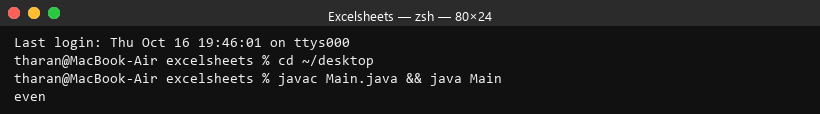 Excelsheets — zsh — 80×24
Last login: Thu Oct 16 19:46:01 on ttys000
tharan@MacBook-Air excelsheets % cd ~/desktop
tharan@MacBook-Air excelsheets % javac Main.java && java Main
even